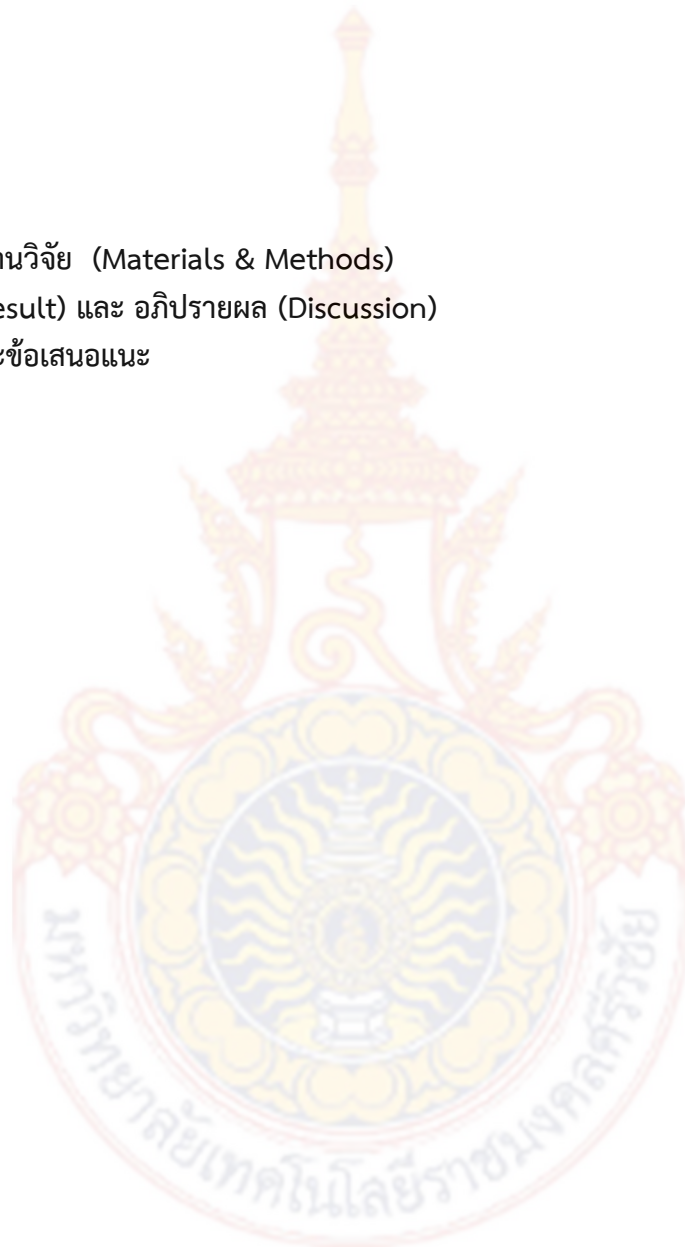 านวิจัย (Materials & Methods)
esult) และ อภิปรายผล (Discussion)
ะข้อเสนอแนะ
มหาวิทยาลัยเทคโนโลยีราชมงคลศรีวิชัย